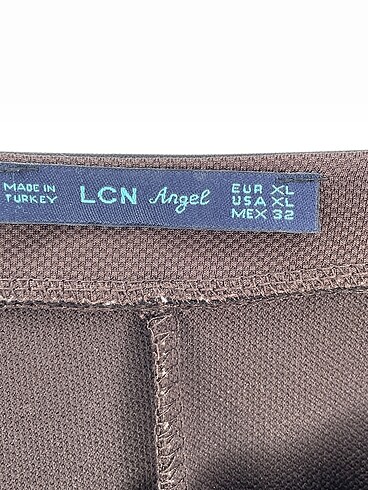 MADE IN
TURKEY
LCN Angel
EUR XL
USA XL
MEX 32